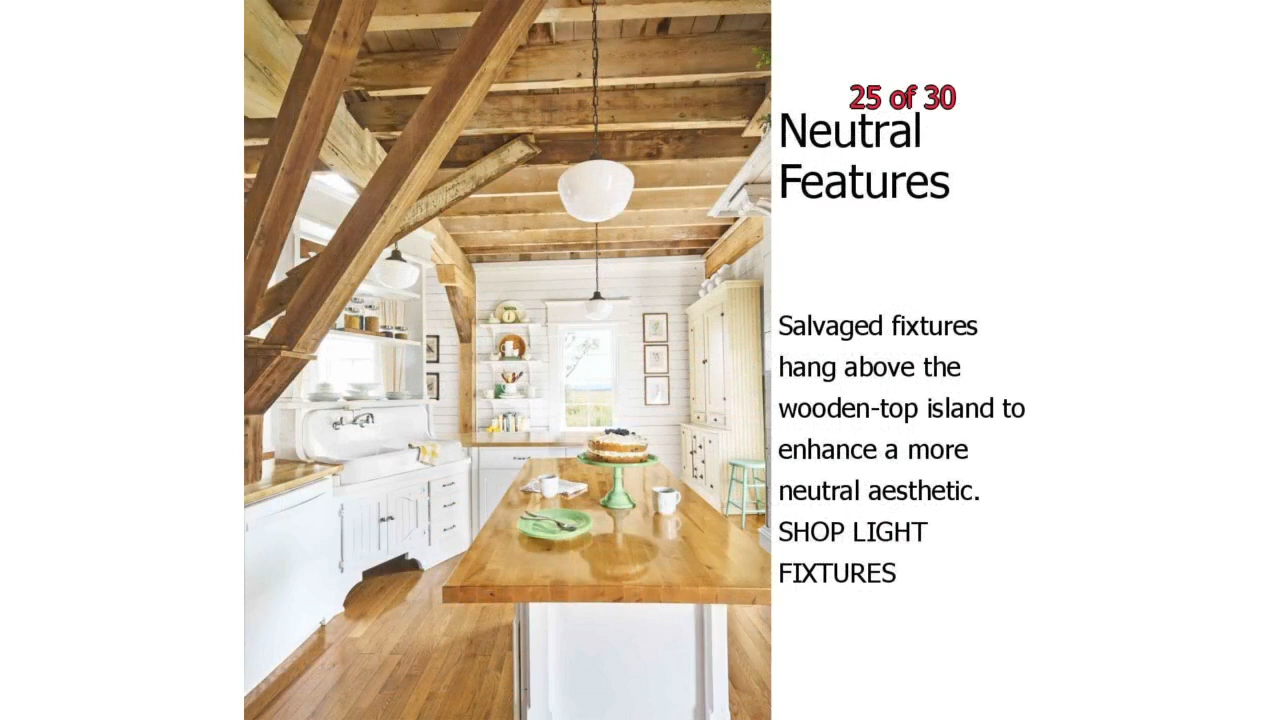 25 of 30
Neutral
Features
Salvaged fixtures
hang above the
wooden-top island to
enhance a more
neutral aesthetic.
SHOP LIGHT
FIXTURES